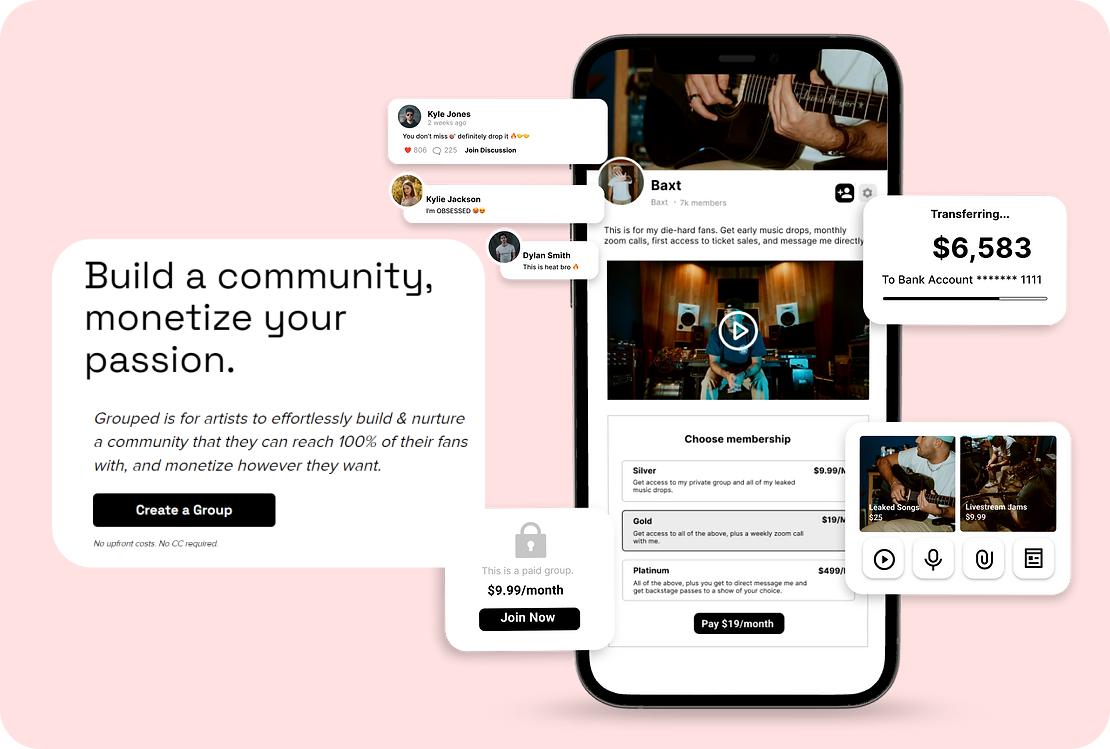 Kyle Jones
2 weeks ago
You don't miss 🎯 definitely drop it 🔥🤝🤝
806 225 Join Discussion
Kylie Jackson
I'm OBSESSED 🥵😍
Dylan Smith
This is heat bro 🔥
Build a community,
monetize your
passion.
Grouped is for artists to effortlessly build & nurture
a community that they can reach 100% of their fans
with, and monetize however they want.
Create a Group
No upfront costs. No CC required.
This is a paid group.
$9.99/month
Join Now
Baxt
Baxt · 7k members
This is for my die-hard fans. Get early music drops, monthly
zoom calls, first access to ticket sales, and message me directly
Choose membership
Silver $9.99/M
Get access to my private group and all of my leaked
music drops.
Gold $19/M
Get access to all of the above, plus a weekly zoom call
with me.
Platinum $499/
All of the above, plus you get to direct message me and
get backstage passes to a show of your choice.
Pay $19/month
Transferring...
$6,583
To Bank Account ******* 1111
Leaked Songs
$25
Livestream Jams
$9.99